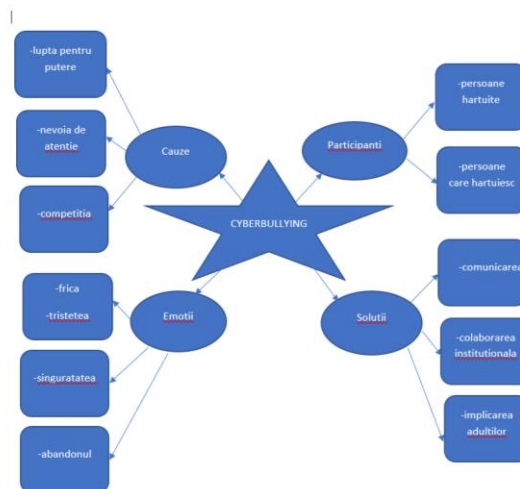 -lupta pentru
putere
-nevoia de
atentie
-competitia
Cauze
Participanti
-persoane
hartuite
-persoane
care hartuiesc
CYBERBULLYING
-frica
-tristetea
-singuratatea
-abandonul
Emotii
Solutii
-comunicarea
-colaborarea
institutionala
-implicarea
adultilor